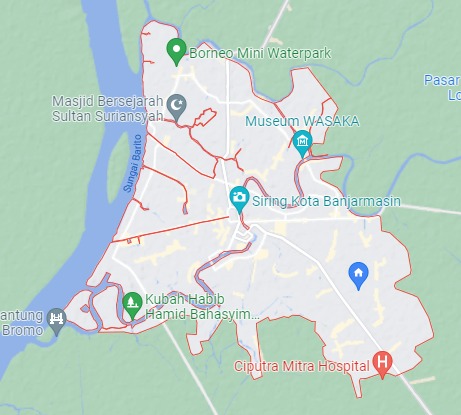 Borneo Mini Waterpark
Pasar
Lo
Masjid Bersejarah
Sultan Suriansyah
Museum WASAKA
Sungai Barito
Siring Kota Banjarmasin
Kubah Habib
Hamid Bahasyim...
antung
Bromo
Ciputra Mitra Hospital
H